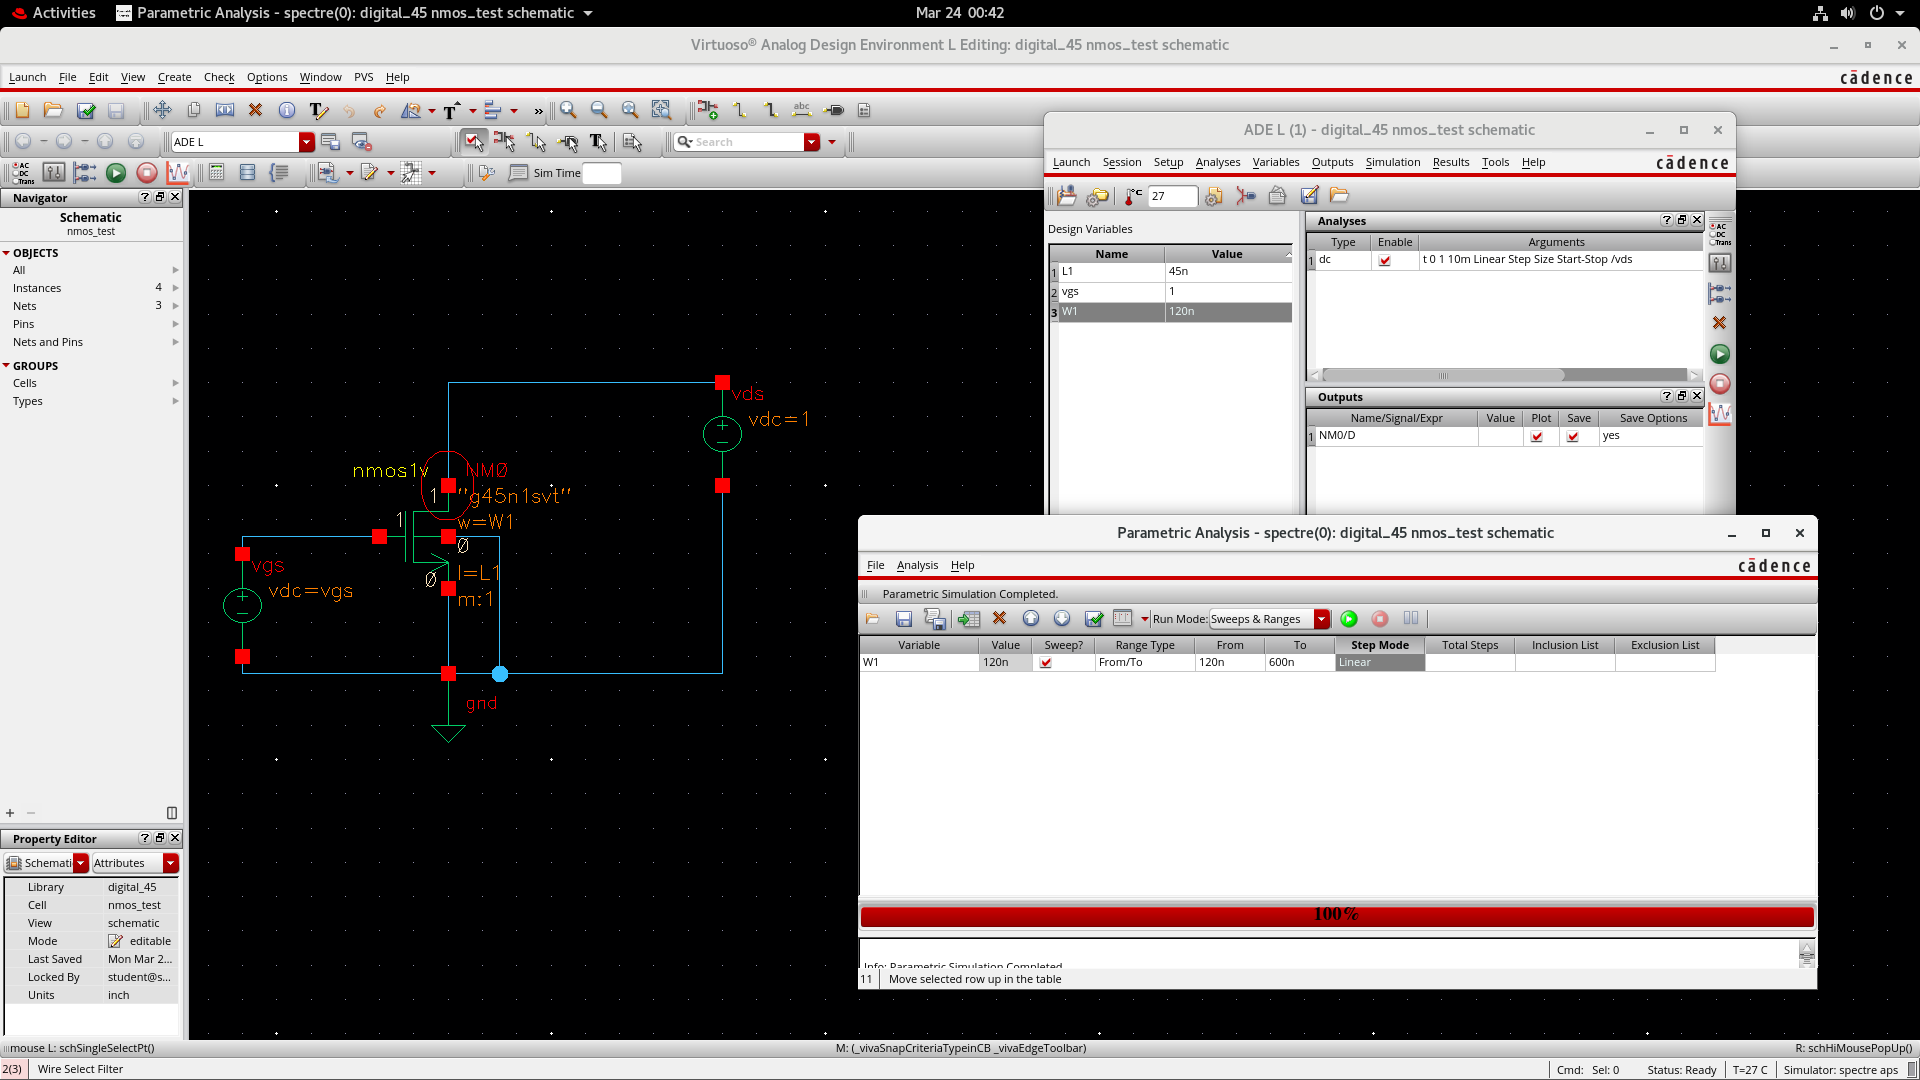 Activities
Parametric Analysis - spectre(0): digital_45 nmos_test schematic
Mar 24 00:42
Virtuoso® Analog Design Environment L Editing: digital_45 nmos_test schematic
Launch File Edit View Create Check Options Window PVS Help
cādence
ADE L
Search
Sim Time
Navigator
Schematic
nmos_test
OBJECTS
All
Instances 4
Nets 3
Pins
Nets and Pins
GROUPS
Cells
Types
Property Editor
Schemati
Attributes
Library digital_45
Cell nmos_test
View schematic
Mode editable
Last Saved Mon Mar 2...
Locked By student@s...
Units inch
vds
vdc=1
nmos1v
NM0
1
"g45n1svt"
w=W1
1
0
0
l=L1
m:1
vgs
vdc=vgs
gnd
ADE L (1) - digital_45 nmos_test schematic
Launch Session Setup Analyses Variables Outputs Simulation Results Tools Help
cādence
°C
27
Design Variables
Name Value
1 L1 45n
2 vgs 1
3 W1 120n
Analyses
Type Enable Arguments
1 dc t 0 1 10m Linear Step Size Start-Stop /vds
Outputs
Name/Signal/Expr Value Plot Save Save Options
1 NM0/D yes
AC
DC
Trans
Parametric Analysis - spectre(0): digital_45 nmos_test schematic
File Analysis Help
cādence
Parametric Simulation Completed.
Run Mode: Sweeps & Ranges
Variable Value Sweep? Range Type From To Step Mode Total Steps Inclusion List Exclusion List
W1 120n From/To 120n 600n Linear
100%
Info: Parametric Simulation Completed
11 Move selected row up in the table
mouse L: schSingleSelectPt()
M: (_vivaSnapCriteriaTypeinCB _vivaEdgeToolbar)
R: schHiMousePopUp()
2(3) Wire Select Filter
Cmd: Sel: 0 Status: Ready T=27 C Simulator: spectre aps